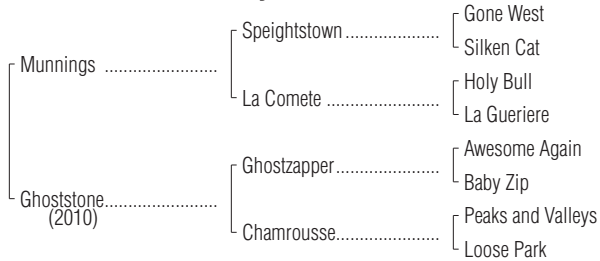 Gone West
Speightstown
Silken Cat
Munnings
Holy Bull
La Comete
La Gueriere
Awesome Again
Ghostzapper
Baby Zip
Ghoststone
(2010)
Peaks and Valleys
Chamrousse
Loose Park